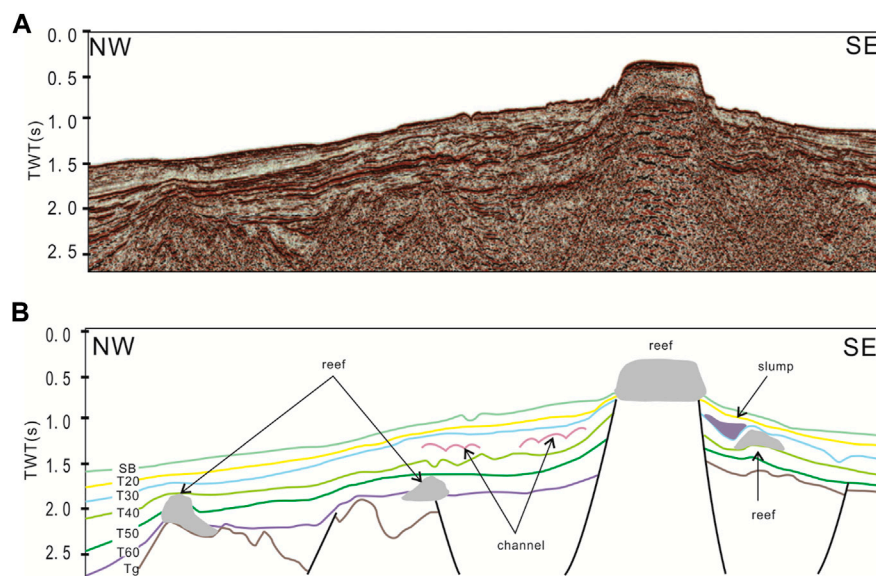 A
NW
SE
0. 0
0. 5
1. 0
1. 5
2. 0
2. 5
TWT(s)
B
NW
SE
0. 0
0. 5
1. 0
1. 5
2. 0
2. 5
TWT(s)
reef
reef
slump
SB
T20
T30
T40
T50
T60
Tg
channel
reef